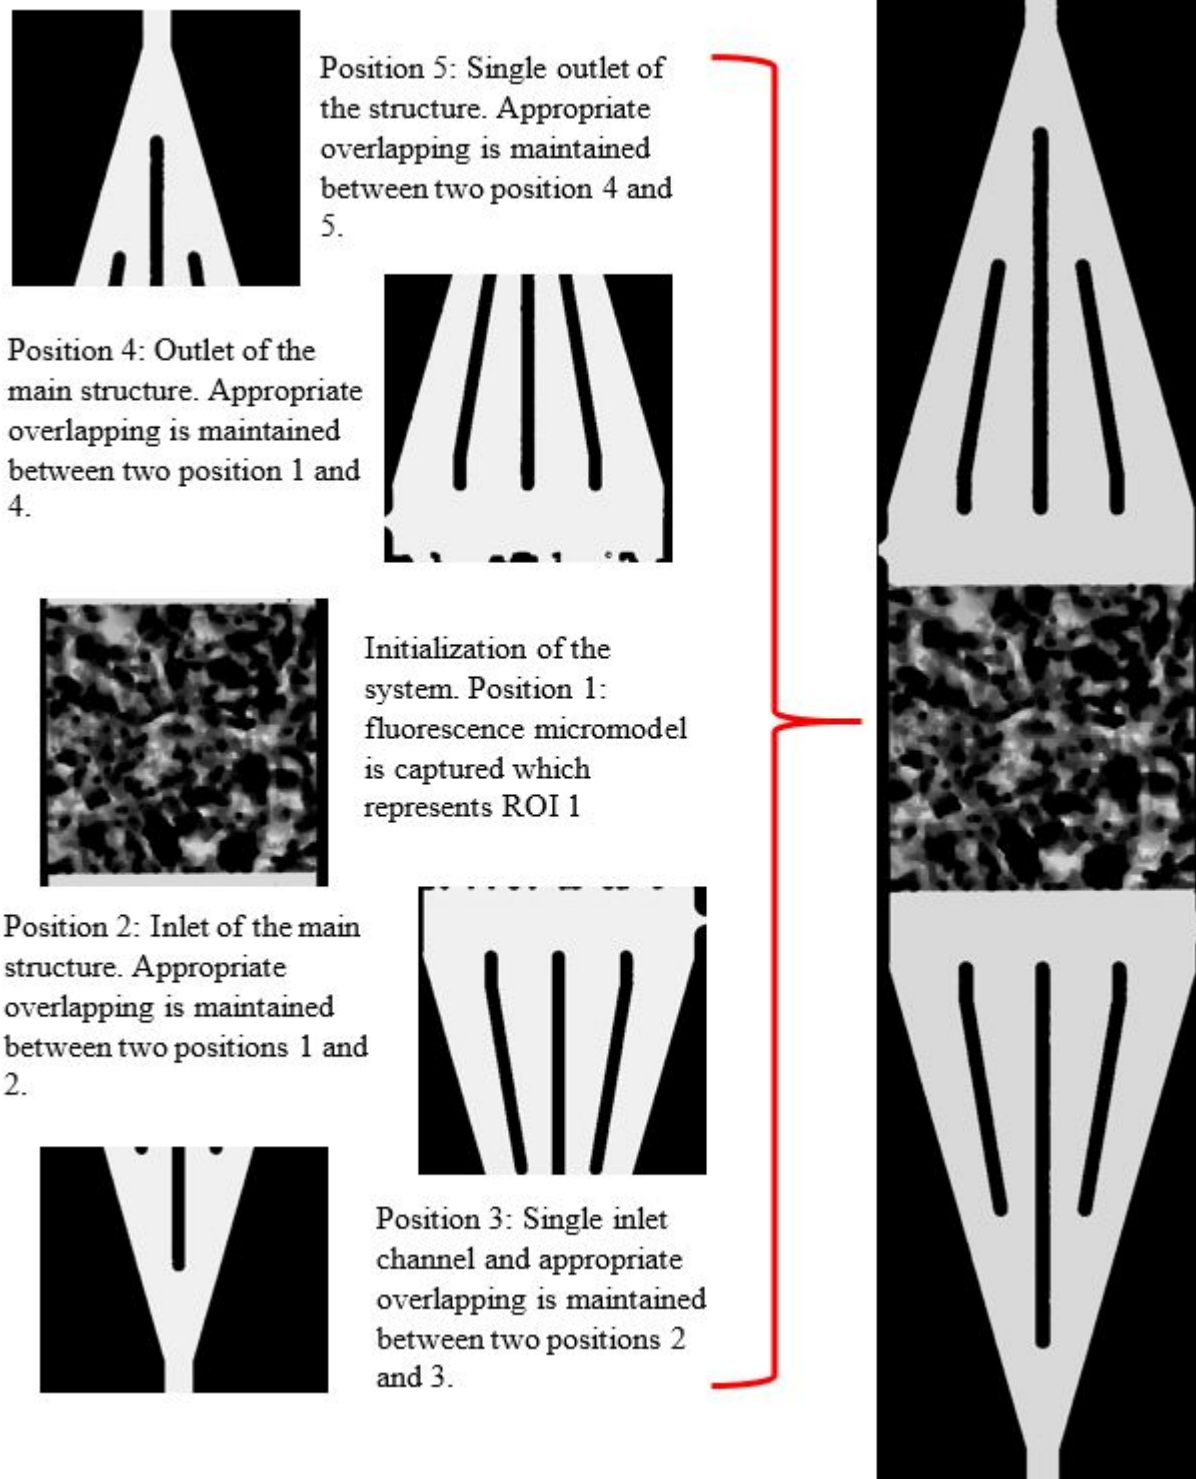 Position 5: Single outlet of
the structure. Appropriate
overlapping is maintained
between two position 4 and
5.
Position 4: Outlet of the
main structure. Appropriate
overlapping is maintained
between two position 1 and
4.
Initialization of the
system. Position 1:
fluorescence micromodel
is captured which
represents ROI 1
Position 2: Inlet of the main
structure. Appropriate
overlapping is maintained
between two positions 1 and
2.
Position 3: Single inlet
channel and appropriate
overlapping is maintained
between two positions 2
and 3.